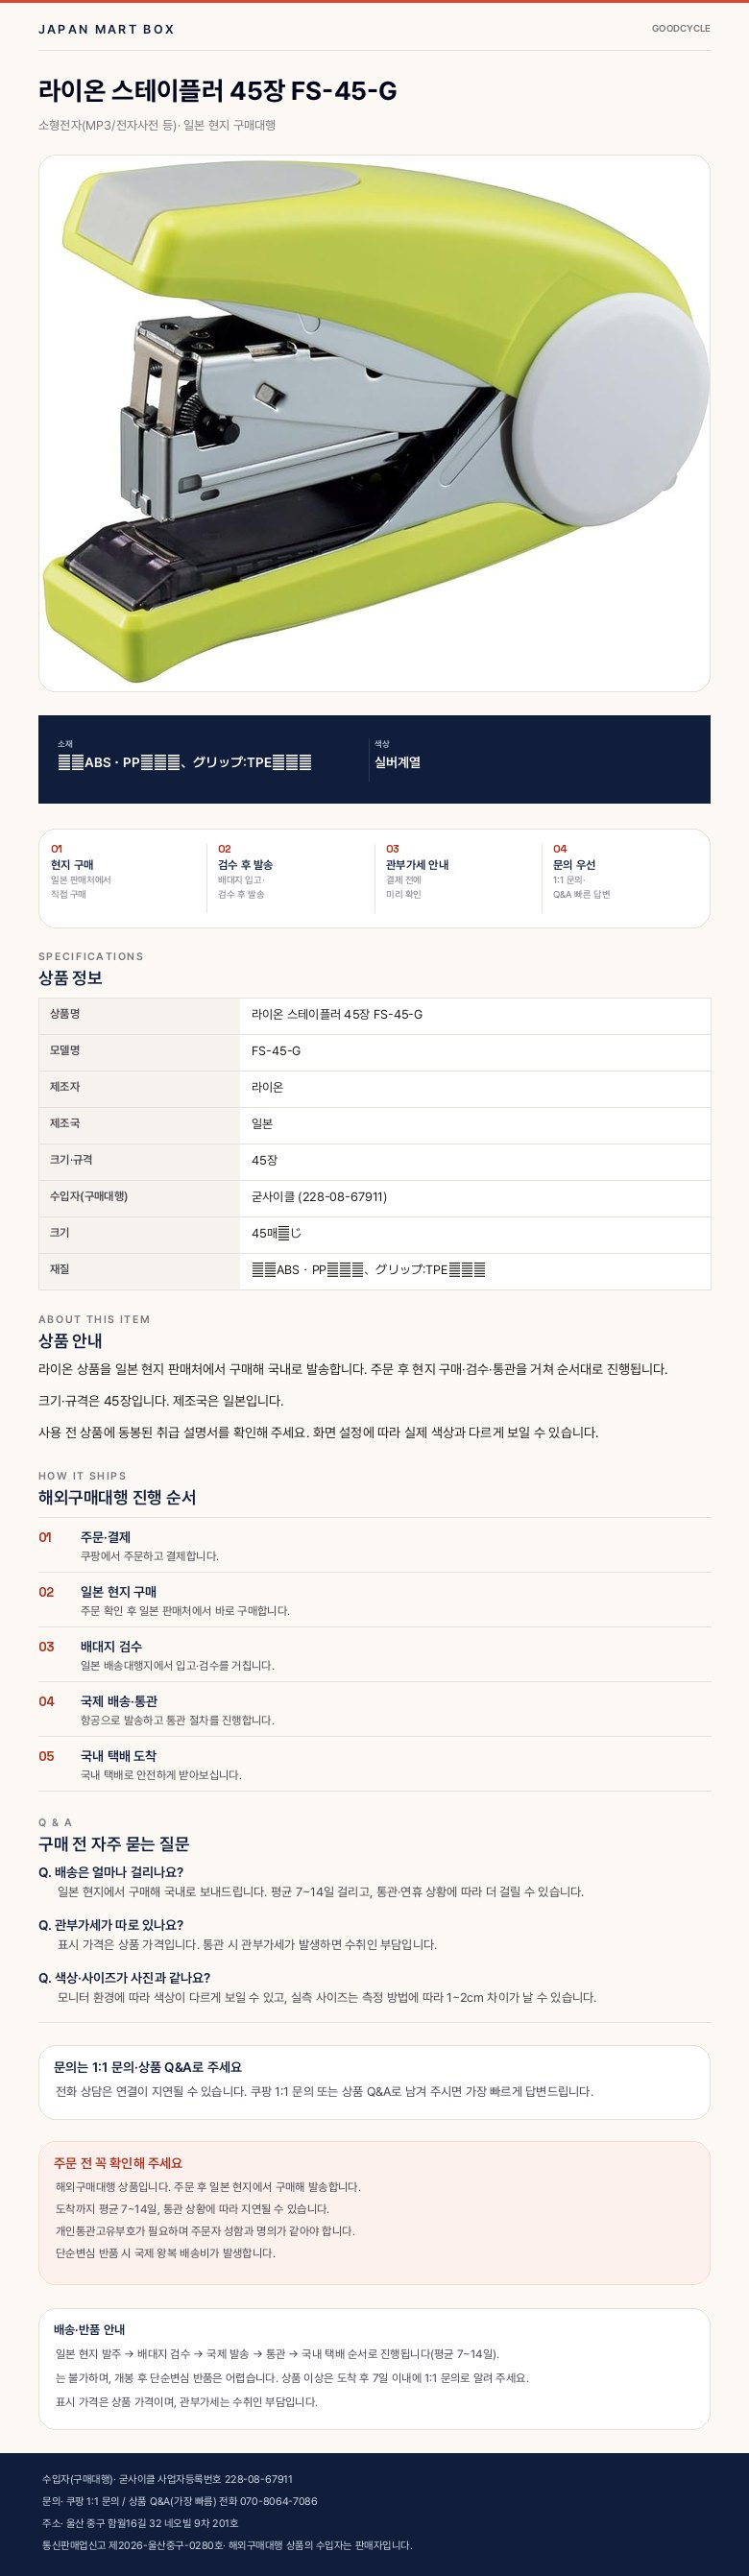 JAPAN MART BOX
GOODCYCLE
라이온 스테이플러 45장 FS-45-G
소형전자(MP3/전자사전 등)· 일본 현지 구매대행
소재
ABS・PP、グリップ:TPE
색상
실버계열
01
현지 구매
일본 판매처에서
직접 구매
02
검수 후 발송
배대지 입고·
검수 후 발송
03
관부가세 안내
결제 전에
미리 확인
04
문의 우선
1:1 문의·
Q&A 빠른 답변
SPECIFICATIONS
상품 정보
상품명 라이온 스테이플러 45장 FS-45-G
모델명 FS-45-G
제조자 라이온
제조국 일본
크기·규격 45장
수입자(구매대행) 굳사이클 (228-08-67911)
크기 45매じ
재질 ABS・PP、グリップ:TPE
ABOUT THIS ITEM
상품 안내
라이온 상품을 일본 현지 판매처에서 구매해 국내로 발송합니다. 주문 후 현지 구매·검수·통관을 거쳐 순서대로 진행됩니다.
크기·규격은 45장입니다. 제조국은 일본입니다.
사용 전 상품에 동봉된 취급 설명서를 확인해 주세요. 화면 설정에 따라 실제 색상과 다르게 보일 수 있습니다.
HOW IT SHIPS
해외구매대행 진행 순서
01 주문·결제
쿠팡에서 주문하고 결제합니다.
02 일본 현지 구매
주문 확인 후 일본 판매처에서 바로 구매합니다.
03 배대지 검수
일본 배송대행지에서 입고·검수를 거칩니다.
04 국제 배송·통관
항공으로 발송하고 통관 절차를 진행합니다.
05 국내 택배 도착
국내 택배로 안전하게 받아보십니다.
Q & A
구매 전 자주 묻는 질문
Q. 배송은 얼마나 걸리나요?
일본 현지에서 구매해 국내로 보내드립니다. 평균 7~14일 걸리고, 통관·연휴 상황에 따라 더 걸릴 수 있습니다.
Q. 관부가세가 따로 있나요?
표시 가격은 상품 가격입니다. 통관 시 관부가세가 발생하면 수취인 부담입니다.
Q. 색상·사이즈가 사진과 같나요?
모니터 환경에 따라 색상이 다르게 보일 수 있고, 실측 사이즈는 측정 방법에 따라 1~2cm 차이가 날 수 있습니다.
문의는 1:1 문의·상품 Q&A로 주세요
전화 상담은 연결이 지연될 수 있습니다. 쿠팡 1:1 문의 또는 상품 Q&A로 남겨 주시면 가장 빠르게 답변드립니다.
주문 전 꼭 확인해 주세요
해외구매대행 상품입니다. 주문 후 일본 현지에서 구매해 발송합니다.
도착까지 평균 7~14일, 통관 상황에 따라 지연될 수 있습니다.
개인통관고유부호가 필요하며 주문자 성함과 명의가 같아야 합니다.
단순변심 반품 시 국제 왕복 배송비가 발생합니다.
배송·반품 안내
일본 현지 발주 → 배대지 검수 → 국제 발송 → 통관 → 국내 택배 순서로 진행됩니다(평균 7~14일).
는 불가하며, 개봉 후 단순변심 반품은 어렵습니다. 상품 이상은 도착 후 7일 이내에 1:1 문의로 알려 주세요.
표시 가격은 상품 가격이며, 관부가세는 수취인 부담입니다.
수입자(구매대행)· 굳사이클 사업자등록번호 228-08-67911
문의· 쿠팡 1:1 문의 / 상품 Q&A(가장 빠름) 전화 070-8064-7086
주소· 울산 중구 함월16길 32 네오빌 9차 201호
통신판매업신고 제2026-울산중구-0280호· 해외구매대행 상품의 수입자는 판매자입니다.